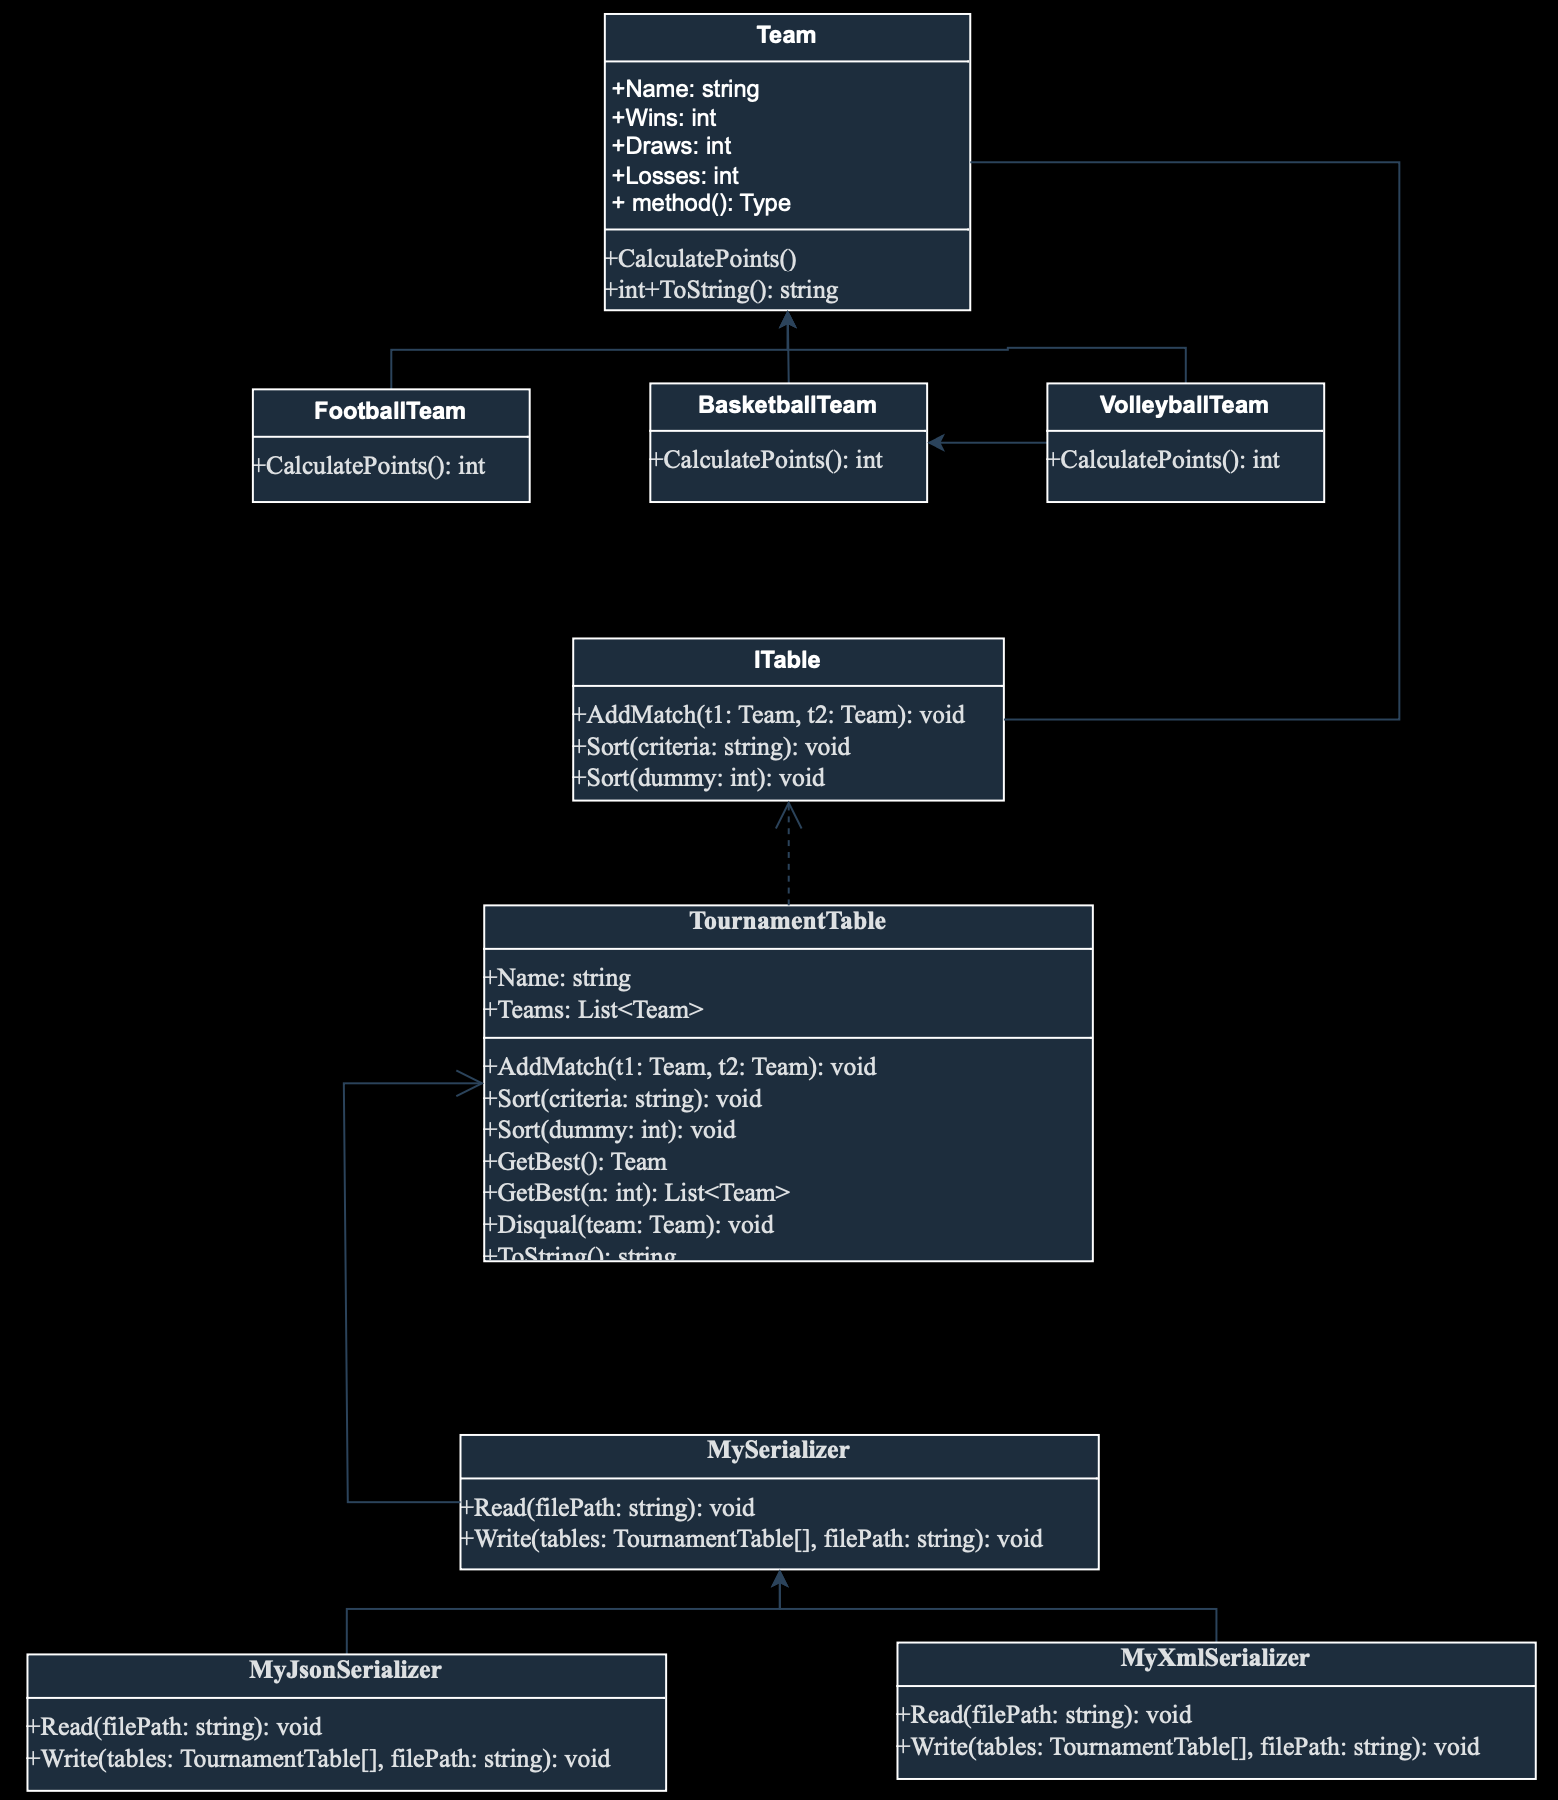 Team
+Name: string
+Wins: int
+Draws: int
+Losses: int
+ method(): Type
+CalculatePoints()
+int+ToString(): string
FootballTeam
+CalculatePoints(): int
BasketballTeam
+CalculatePoints(): int
VolleyballTeam
+CalculatePoints(): int
ITable
+AddMatch(t1: Team, t2: Team): void
+Sort(criteria: string): void
+Sort(dummy: int): void
TournamentTable
+Name: string
+Teams: List<Team>
+AddMatch(t1: Team, t2: Team): void
+Sort(criteria: string): void
+Sort(dummy: int): void
+GetBest(): Team
+GetBest(n: int): List<Team>
+Disqual(team: Team): void
+ToString(): string
MySerializer
+Read(filePath: string): void
+Write(tables: TournamentTable[], filePath: string): void
MyJsonSerializer
+Read(filePath: string): void
+Write(tables: TournamentTable[], filePath: string): void
MyXmlSerializer
+Read(filePath: string): void
+Write(tables: TournamentTable[], filePath: string): void